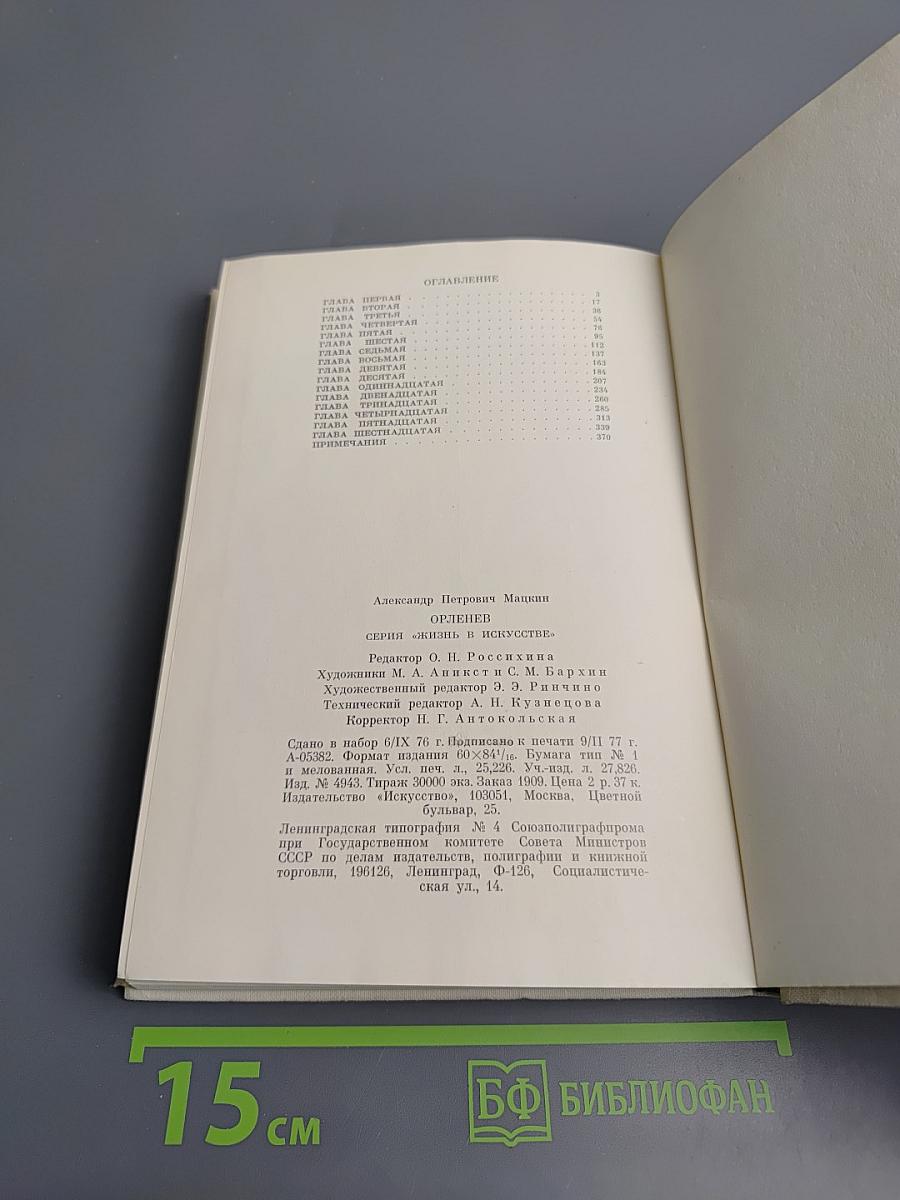 ОГЛАВЛЕНИЕ
ГЛАВА ПЕРВАЯ . . . 3
ГЛАВА ВТОРАЯ . . . 17
ГЛАВА ТРЕТЬЯ . . . 36
ГЛАВА ЧЕТВЕРТАЯ . . . 54
ГЛАВА ПЯТАЯ . . . 76
ГЛАВА ШЕСТАЯ . . . 95
ГЛАВА СЕДЬМАЯ . . . 112
ГЛАВА ВОСЬМАЯ . . . 137
ГЛАВА ДЕВЯТАЯ . . . 163
ГЛАВА ДЕСЯТАЯ . . . 184
ГЛАВА ОДИННАДЦАТАЯ . . . 207
ГЛАВА ДВЕНАДЦАТАЯ . . . 234
ГЛАВА ТРИНАДЦАТАЯ . . . 260
ГЛАВА ЧЕТЫРНАДЦАТАЯ . . . 285
ГЛАВА ПЯТНАДЦАТАЯ . . . 313
ГЛАВА ШЕСТНАДЦАТАЯ . . . 339
ПРИМЕЧАНИЯ . . . 370
Александр Петрович Мацкин
ОРЛЕНЕВ
СЕРИЯ «ЖИЗНЬ В ИСКУССТВЕ»
Редактор О. Н. Россихина
Художники М. А. Аникст и С. М. Бархин
Художественный редактор Э. Э. Ринчино
Технический редактор А. Н. Кузнецова
Корректор Н. Г. Антокольская
Сдано в набор 6/IX 76 г. Подписано к печати 9/II 77 г.
А-05382. Формат издания 60×84 1/16. Бумага тип № 1
и мелованная. Усл. печ. л., 25,226. Уч.-изд. л. 27,826.
Изд. № 4943. Тираж 30000 экз. Заказ 1909. Цена 2 р. 37 к.
Издательство «Искусство», 103051, Москва, Цветной
бульвар, 25.
Ленинградская типография № 4 Союзполиграфпрома
при Государственном комитете Совета Министров
СССР по делам издательств, полиграфии и книжной
торговли, 196126, Ленинград, Ф-126, Социалистиче-
ская ул., 14.
15 см
БФ БИБЛИОФАН